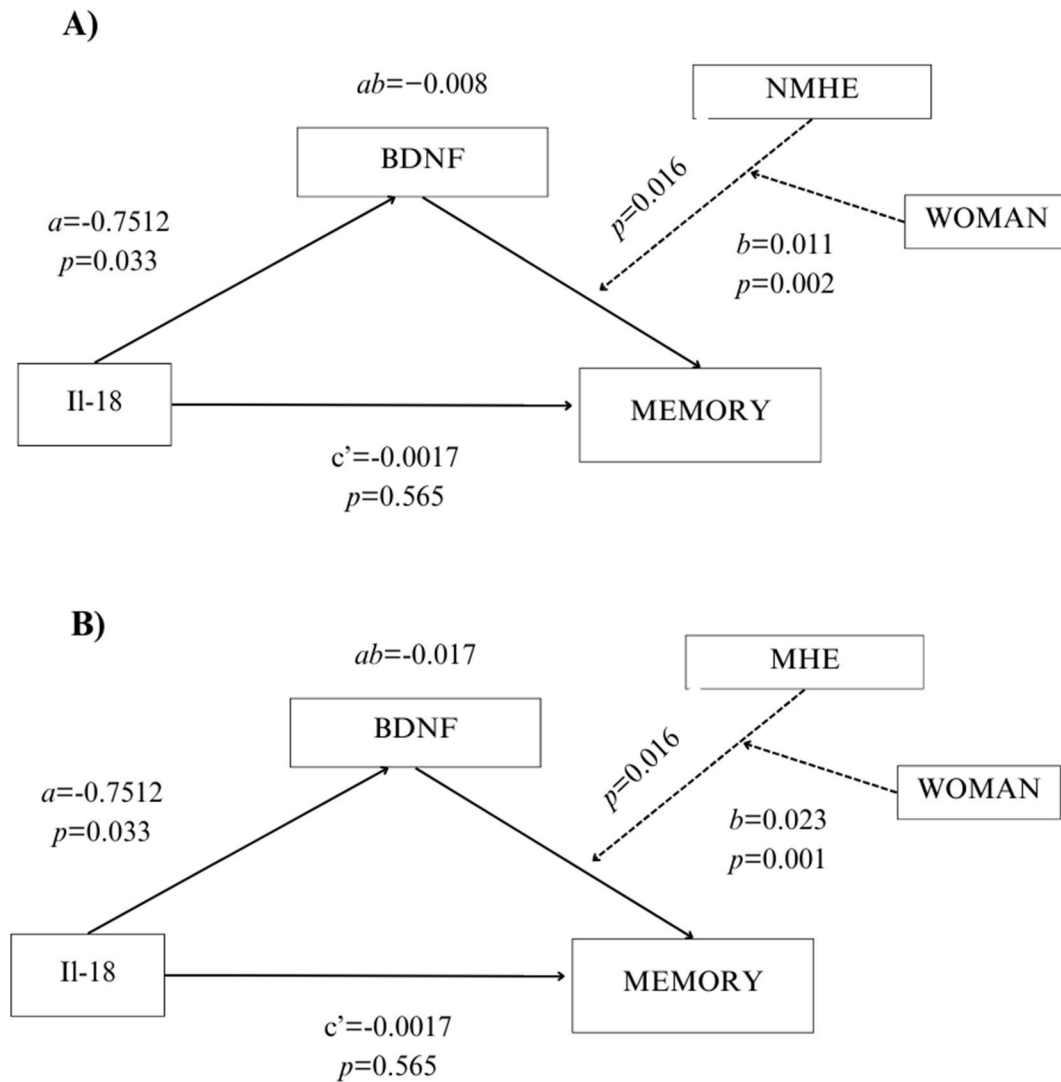 A)
ab=−0.008
NMHE
BDNF
p=0.016
WOMAN
a=-0.7512
p=0.033
b=0.011
p=0.002
Il-18
MEMORY
c’=-0.0017
p=0.565
B)
ab=-0.017
MHE
BDNF
p=0.016
WOMAN
a=-0.7512
p=0.033
b=0.023
p=0.001
Il-18
MEMORY
c’=-0.0017
p=0.565